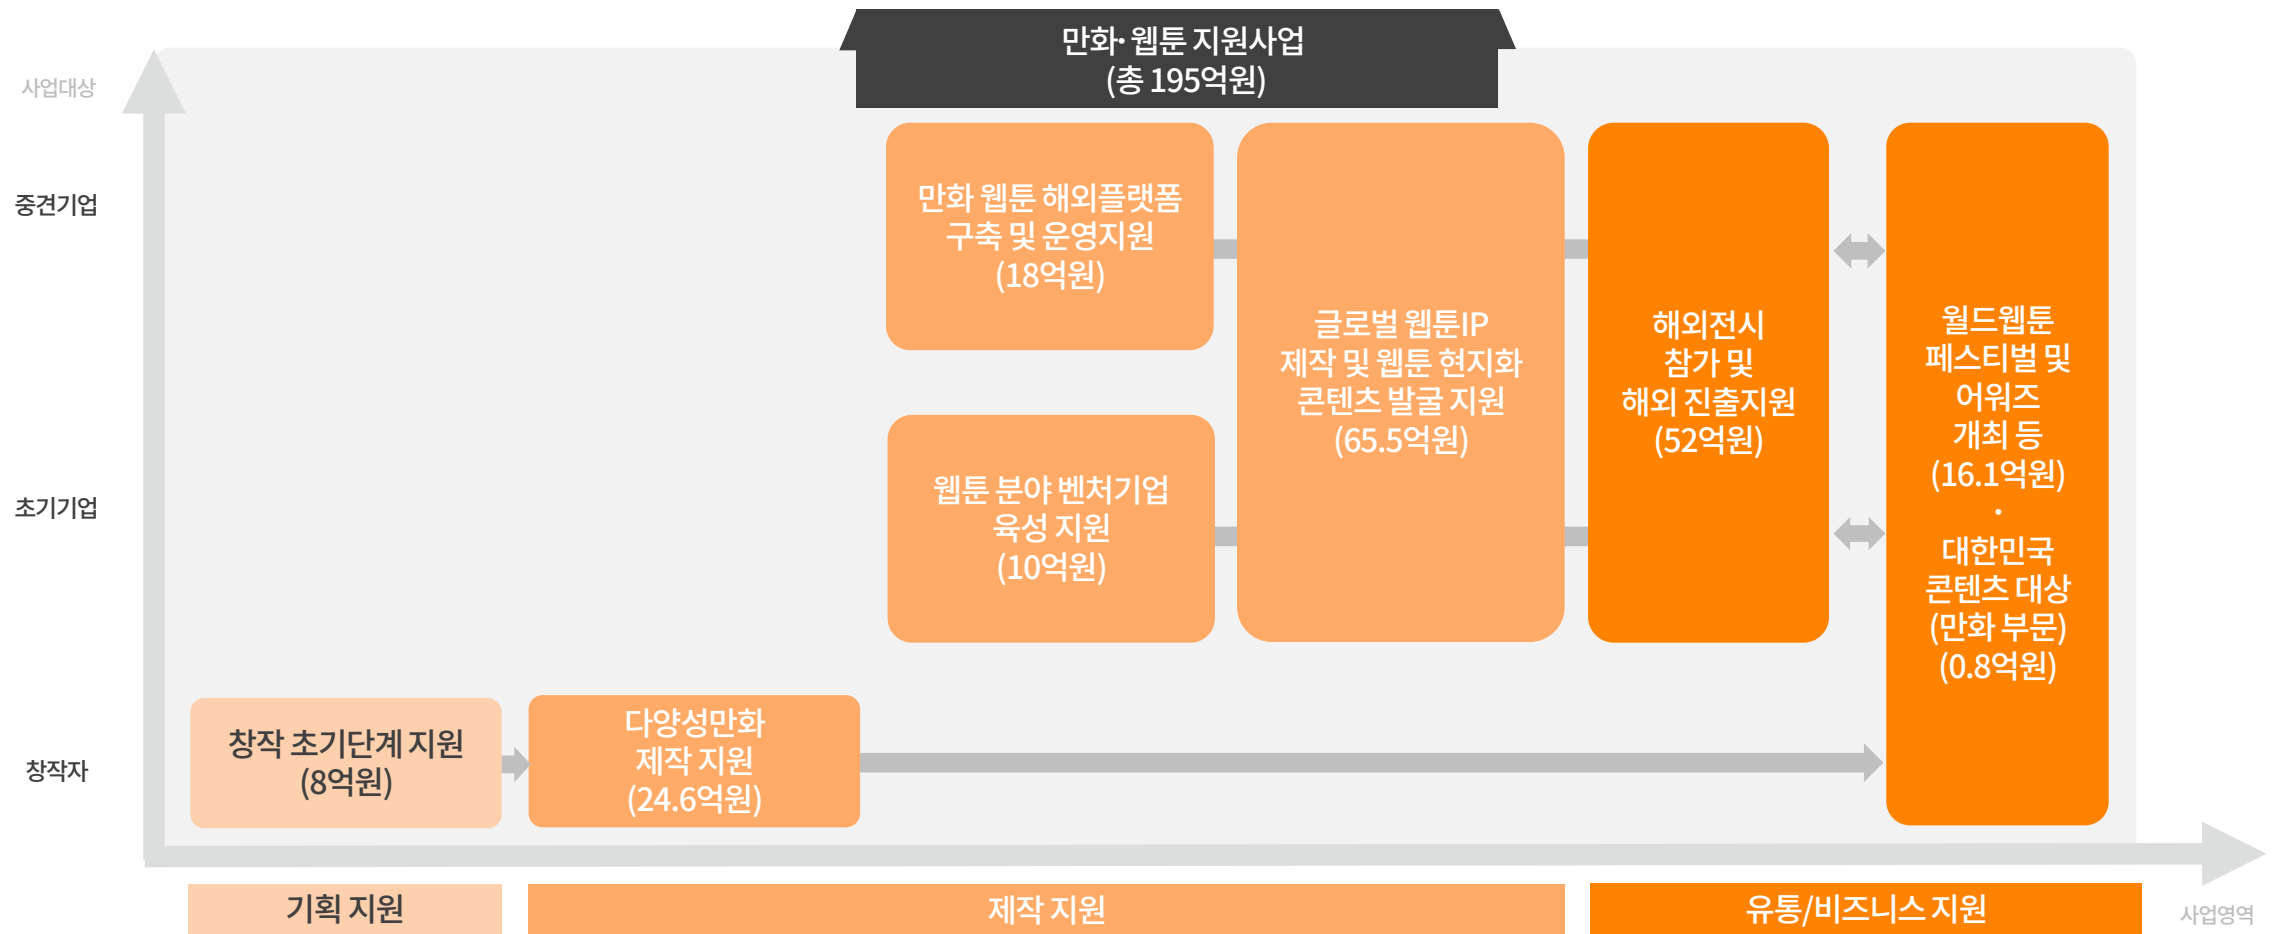 만화· 웹툰 지원사업
(총 195억원)
사업대상
중견기업
초기기업
창작자
만화 웹툰 해외플랫폼
구축 및 운영지원
(18억원)
웹툰 분야 벤처기업
육성 지원
(10억원)
글로벌 웹툰IP
제작 및 웹툰 현지화
콘텐츠 발굴 지원
(65.5억원)
해외전시
참가 및
해외 진출지원
(52억원)
월드웹툰
페스티벌 및
어워즈
개최 등
(16.1억원)
·
대한민국
콘텐츠 대상
(만화 부문)
(0.8억원)
창작 초기단계 지원
(8억원)
다양성만화
제작 지원
(24.6억원)
기획 지원
제작 지원
유통/비즈니스 지원
사업영역